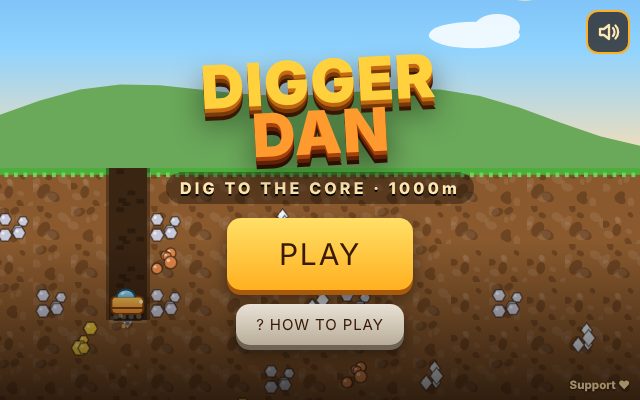 DIGGER
DAN
DIG TO THE CORE · 1000m
PLAY
? HOW TO PLAY
Support ♥